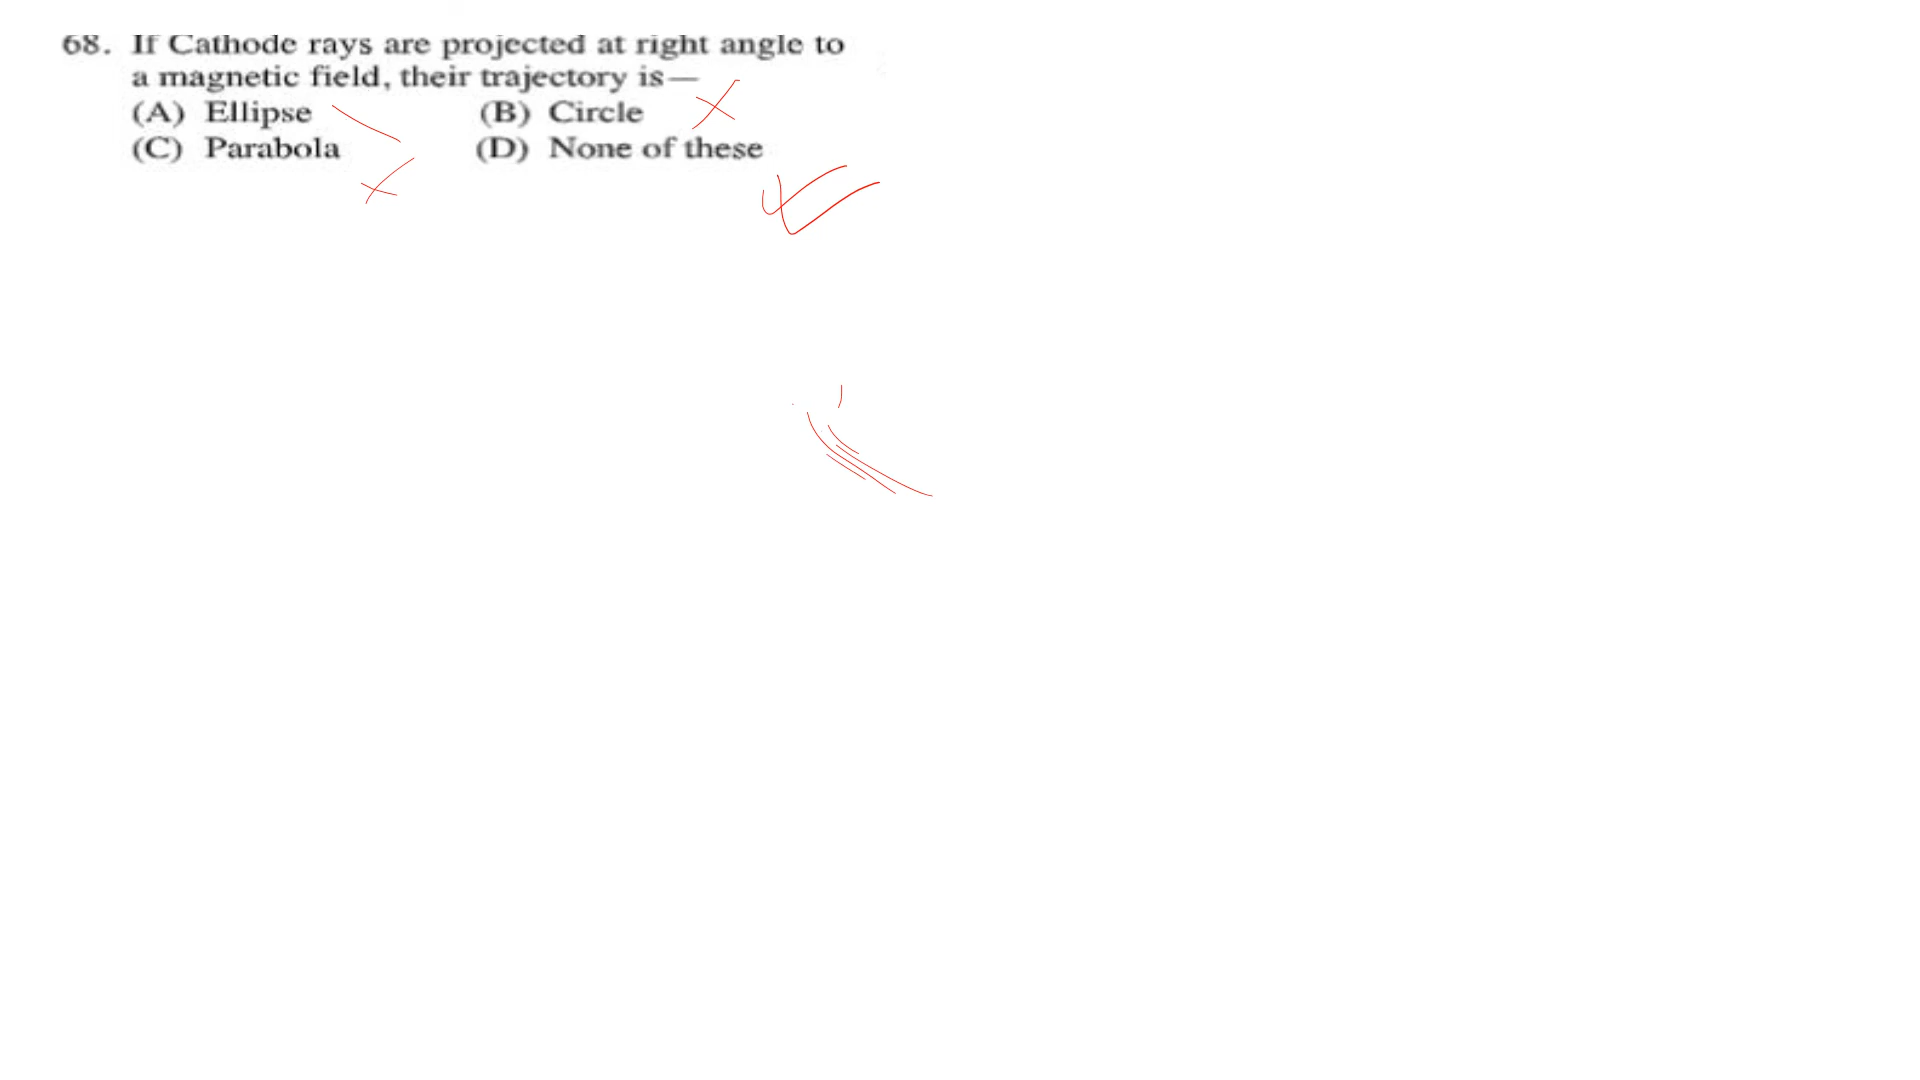 68. If Cathode rays are projected at right angle to
a magnetic field, their trajectory is—
(A) Ellipse (B) Circle
(C) Parabola (D) None of these